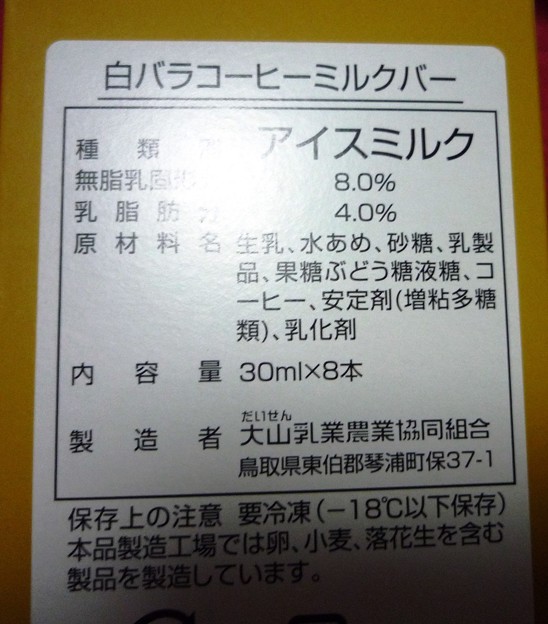 白バラコーヒーミルクバー
種類別 アイスミルク
無脂乳固形分 8.0%
乳脂肪分 4.0%
原材料名 生乳、水あめ、砂糖、乳製
品、果糖ぶどう糖液糖、コ
ーヒー、安定剤(増粘多糖
類)、乳化剤
内容量 30ml×8本
だいせん
製造者 大山乳業農業協同組合
鳥取県東伯郡琴浦町保37-1
保存上の注意 要冷凍(-18℃以下保存)
本品製造工場では卵、小麦、落花生を含む
製品を製造しています。